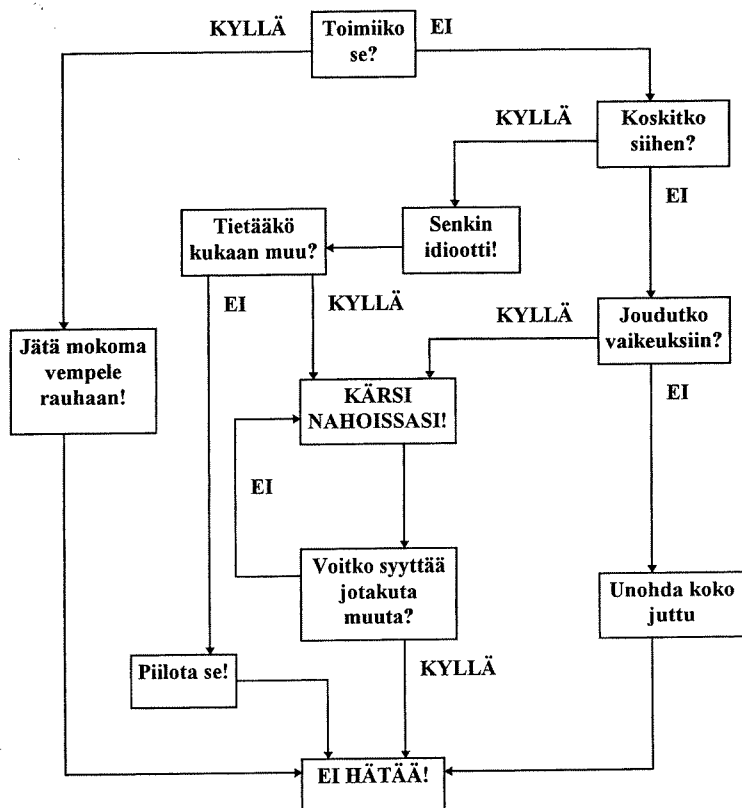 KYLLÄ
Toimiiko
se?
EI
KYLLÄ
Koskitko
siihen?
EI
Tietääkö
kukaan muu?
Senkin
idiootti!
EI
KYLLÄ
KYLLÄ
Joudutko
vaikeuksiin?
Jätä mokoma
vempele
rauhaan!
KÄRSI
NAHOISSASI!
EI
EI
Voitko syyttää
jotakuta
muuta?
Unohda koko
juttu
Piilota se!
KYLLÄ
EI HÄTÄÄ!